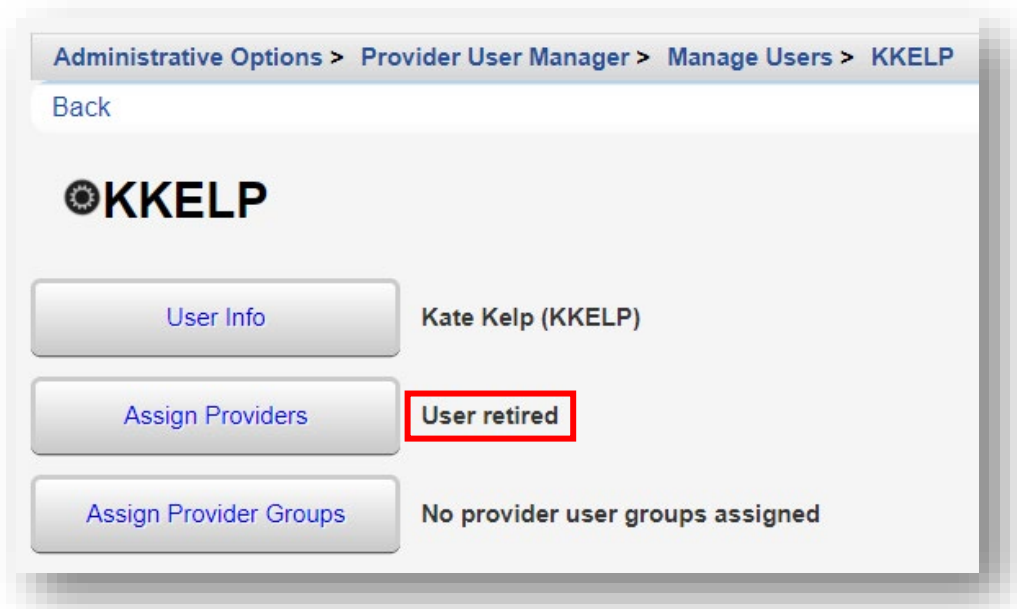 Administrative Options > Provider User Manager > Manage Users > KKELP
Back
KKELP
User Info Kate Kelp (KKELP)
Assign Providers User retired
Assign Provider Groups No provider user groups assigned